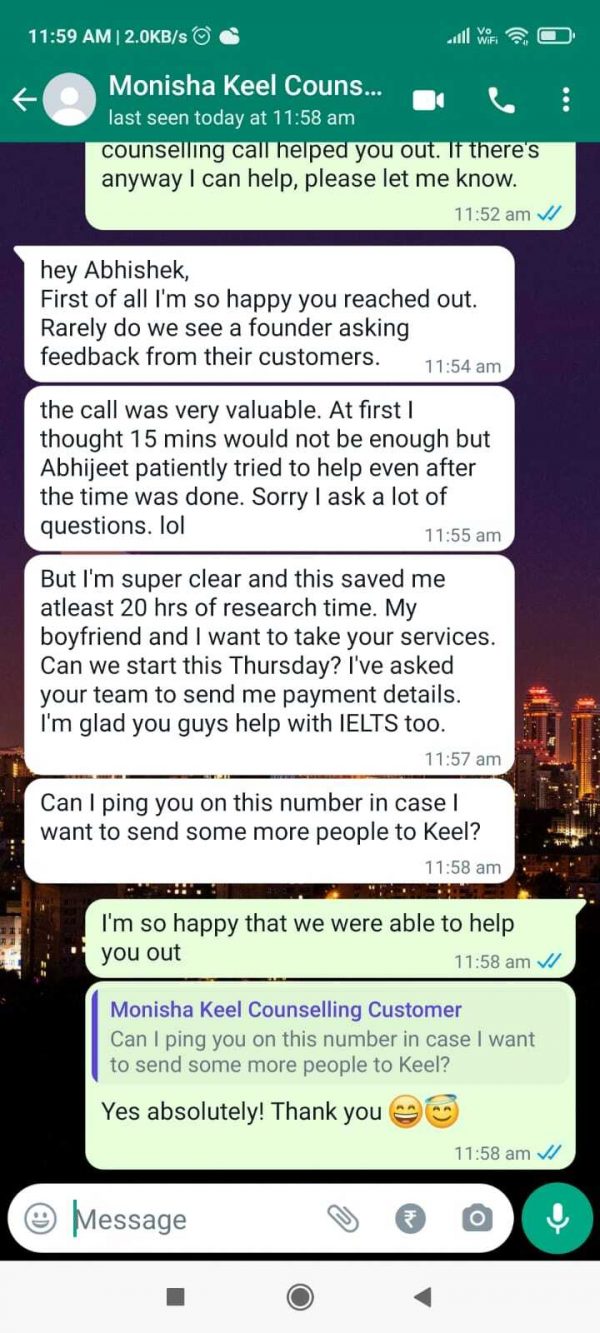 11:59 AM | 2.0KB/s
Vo
WiFi
Monisha Keel Couns...
last seen today at 11:58 am
counselling call helped you out. If there's
anyway I can help, please let me know.
11:52 am
hey Abhishek,
First of all I'm so happy you reached out.
Rarely do we see a founder asking
feedback from their customers.
11:54 am
the call was very valuable. At first I
thought 15 mins would not be enough but
Abhijeet patiently tried to help even after
the time was done. Sorry I ask a lot of
questions. lol
11:55 am
But I'm super clear and this saved me
atleast 20 hrs of research time. My
boyfriend and I want to take your services.
Can we start this Thursday? I've asked
your team to send me payment details.
I'm glad you guys help with IELTS too.
11:57 am
Can I ping you on this number in case I
want to send some more people to Keel?
11:58 am
I'm so happy that we were able to help
you out
11:58 am
Monisha Keel Counselling Customer
Can I ping you on this number in case I want
to send some more people to Keel?
Yes absolutely! Thank you 😄😇
11:58 am
Message
₹